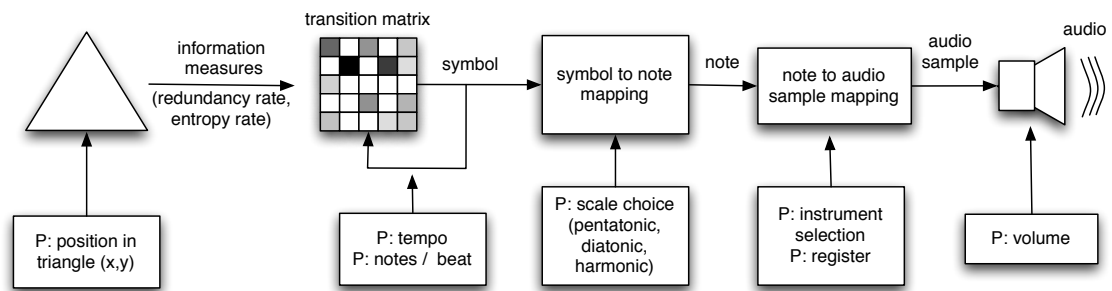 transition matrix
information
measures
(redundancy rate,
entropy rate)
symbol
symbol to note
mapping
note
note to audio
sample mapping
audio
sample
audio
P: position in
triangle (x,y)
P: tempo
P: notes / beat
P: scale choice
(pentatonic,
diatonic,
harmonic)
P: instrument
selection
P: register
P: volume